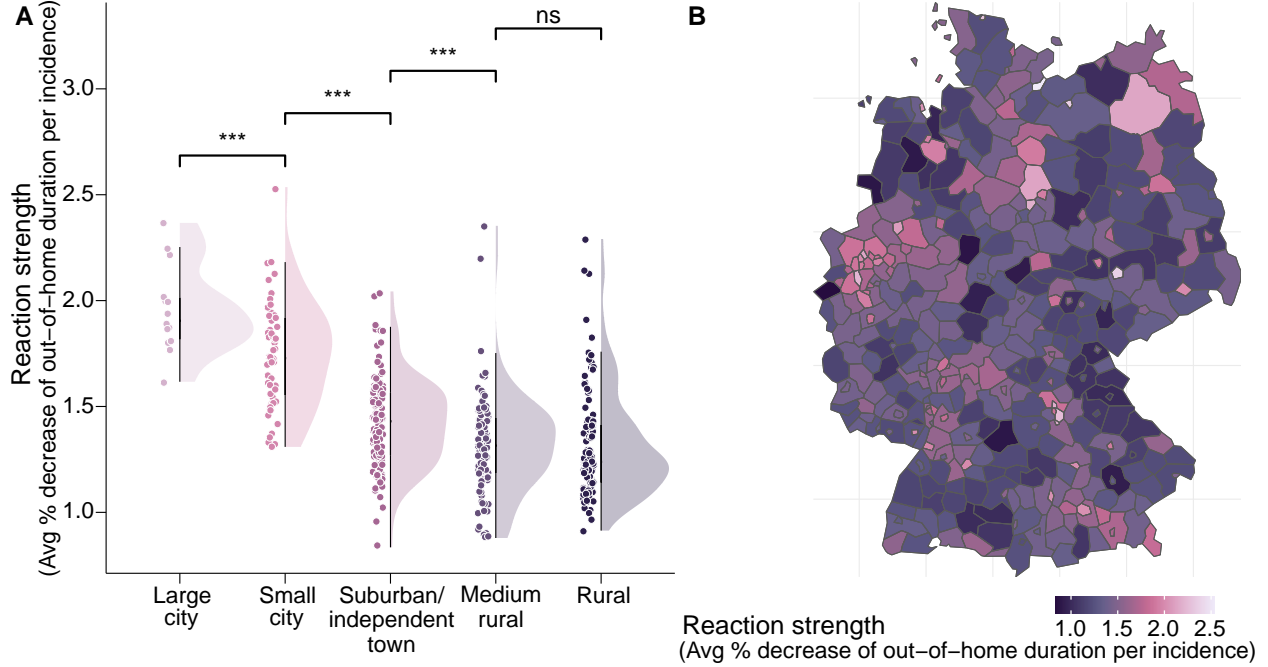 A
Reaction strength
(Avg % decrease of out−of−home duration per incidence)
3.0
2.5
2.0
1.5
1.0
***
***
***
ns
Large
city
Small
city
Suburban/
independent
town
Medium
rural
Rural
B
Reaction strength
(Avg % decrease of out−of−home duration per incidence)
1.0 1.5 2.0 2.5